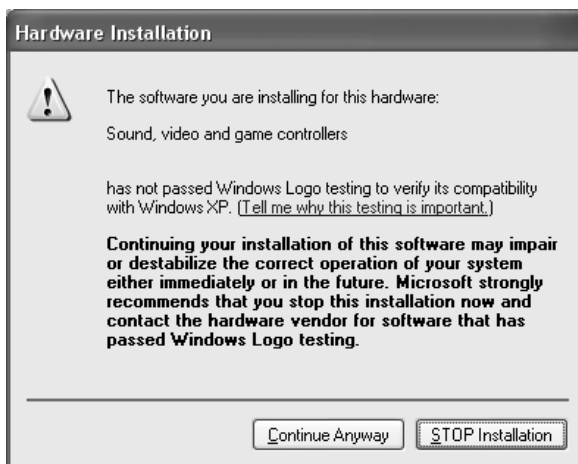 Hardware Installation
The software you are installing for this hardware:
Sound, video and game controllers
has not passed Windows Logo testing to verify its compatibility
with Windows XP. (Tell me why this testing is important.)
Continuing your installation of this software may impair
or destabilize the correct operation of your system
either immediately or in the future. Microsoft strongly
recommends that you stop this installation now and
contact the hardware vendor for software that has
passed Windows Logo testing.
Continue Anyway
STOP Installation